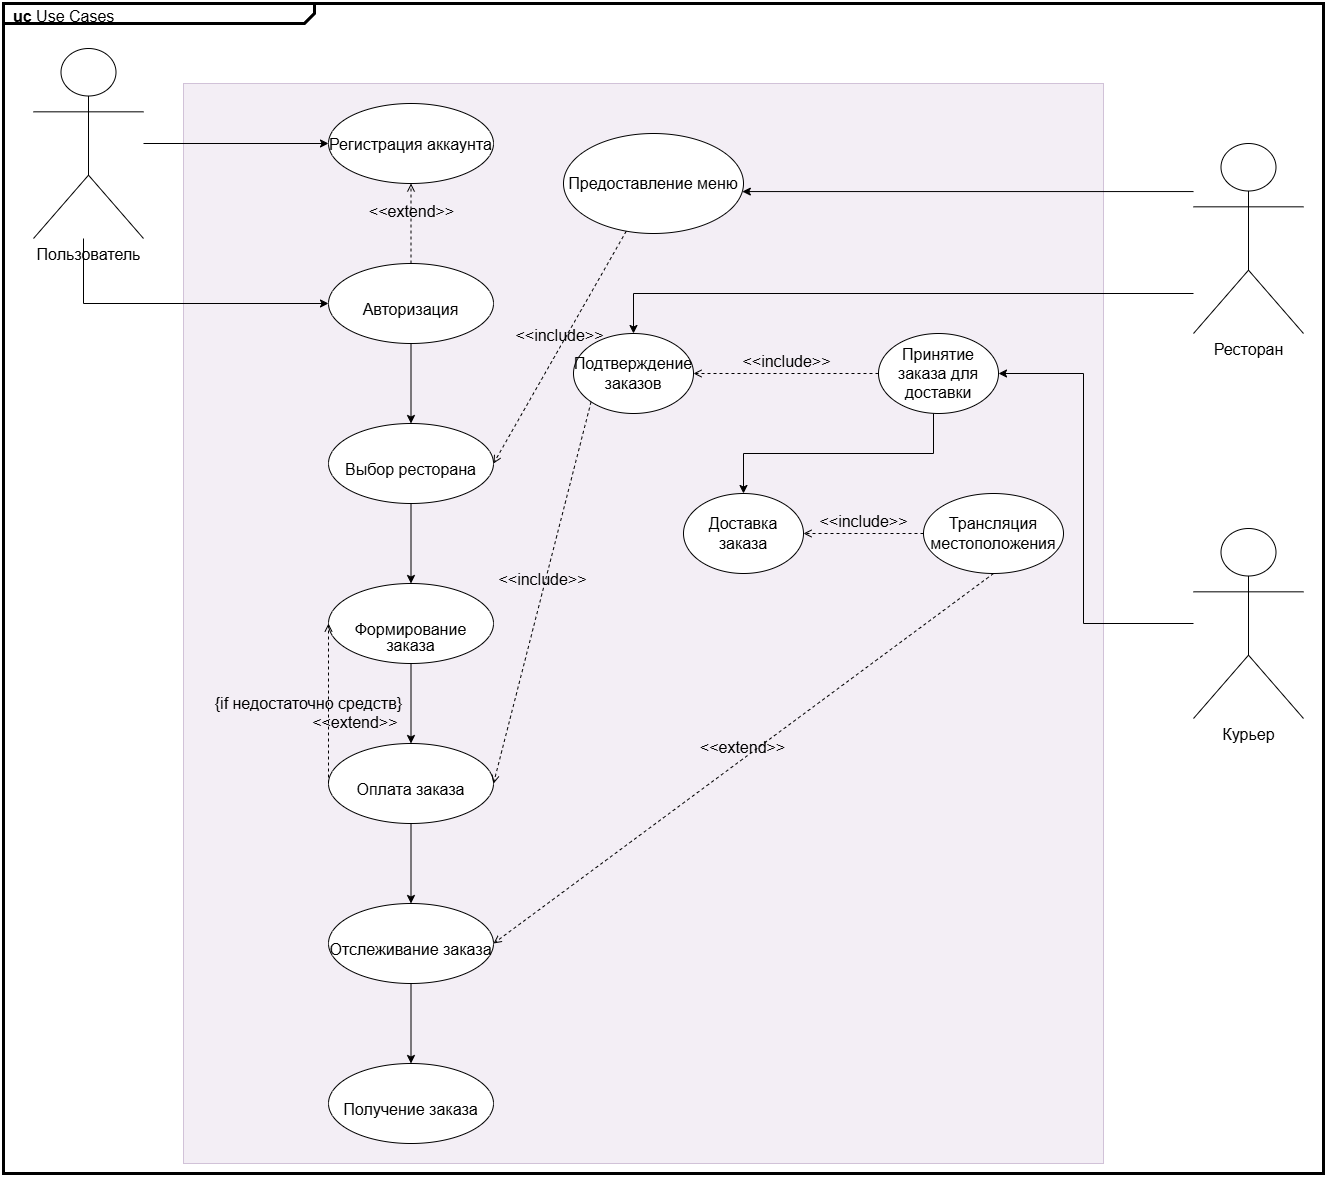 uc Use Cases
Пользователь
Регистрация аккаунта
<<extend>>
Авторизация
Выбор ресторана
Формирование
заказа
{if недостаточно средств}
<<extend>>
Оплата заказа
Отслеживание заказа
Получение заказа
Предоставление меню
<<include>>
Подтверждение
заказов
<<include>>
<<include>>
Принятие
заказа для
доставки
Доставка
заказа
<<include>>
Трансляция
местоположения
<<extend>>
Ресторан
Курьер